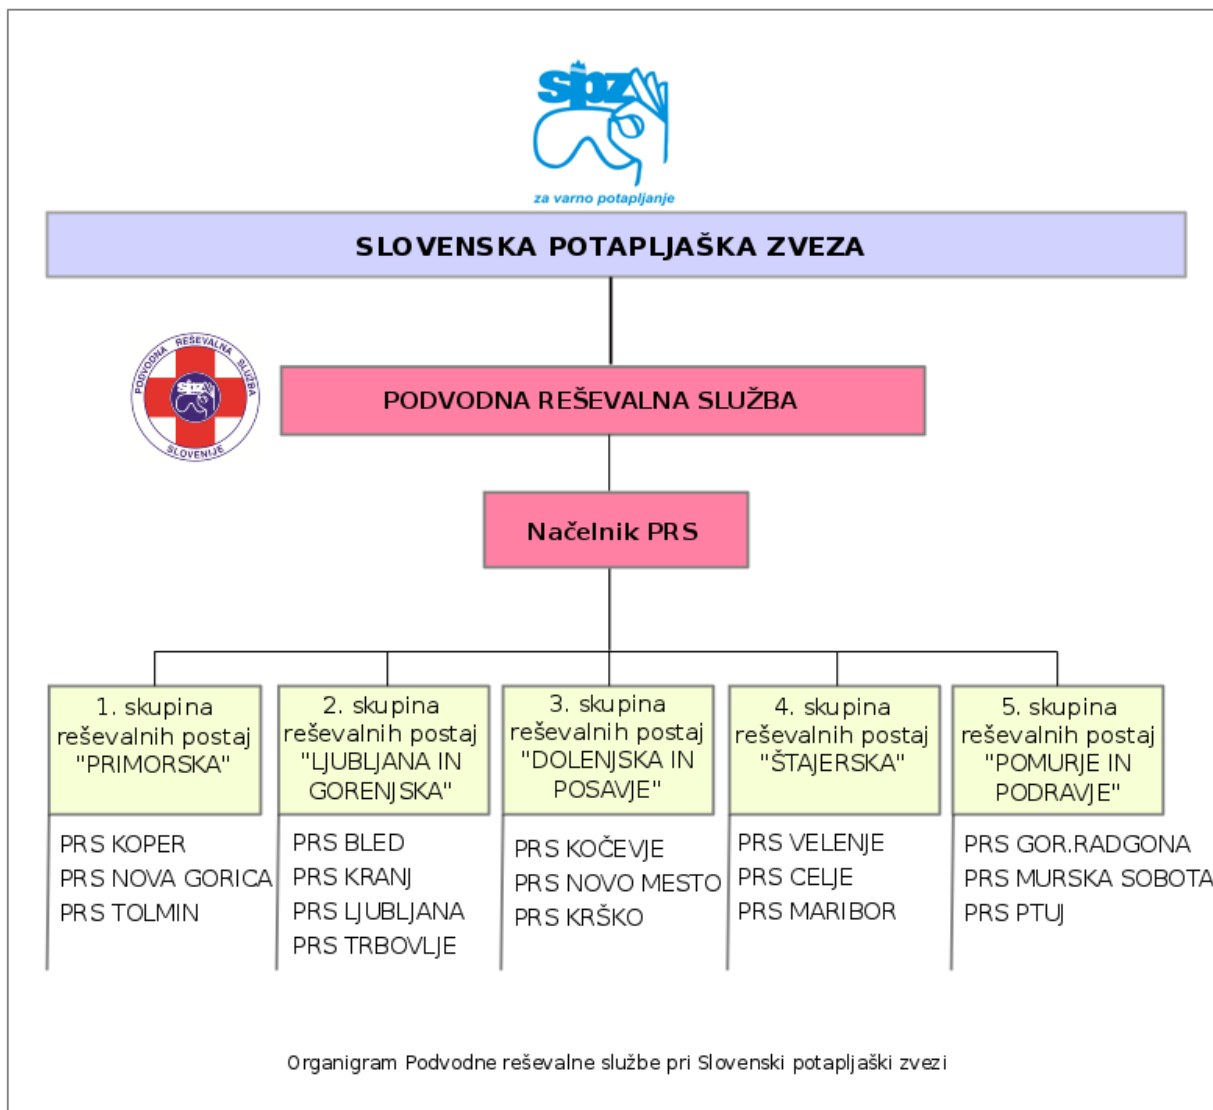 spz
za varno potapljanje
SLOVENSKA POTAPLJAŠKA ZVEZA
PODVODNA REŠEVALNA SLUŽBA
spz
SLOVENIJE
PODVODNA REŠEVALNA SLUŽBA
Načelnik PRS
1. skupina
reševalnih postaj
"PRIMORSKA"
PRS KOPER
PRS NOVA GORICA
PRS TOLMIN
2. skupina
reševalnih postaj
"LJUBLJANA IN
GORENJSKA"
PRS BLED
PRS KRANJ
PRS LJUBLJANA
PRS TRBOVLJE
3. skupina
reševalnih postaj
"DOLENJSKA IN
POSAVJE"
PRS KOČEVJE
PRS NOVO MESTO
PRS KRŠKO
4. skupina
reševalnih postaj
"ŠTAJERSKA"
PRS VELENJE
PRS CELJE
PRS MARIBOR
5. skupina
reševalnih postaj
"POMURJE IN
PODRAVJE"
PRS GOR.RADGONA
PRS MURSKA SOBOTA
PRS PTUJ
Organigram Podvodne reševalne službe pri Slovenski potapljaški zvezi